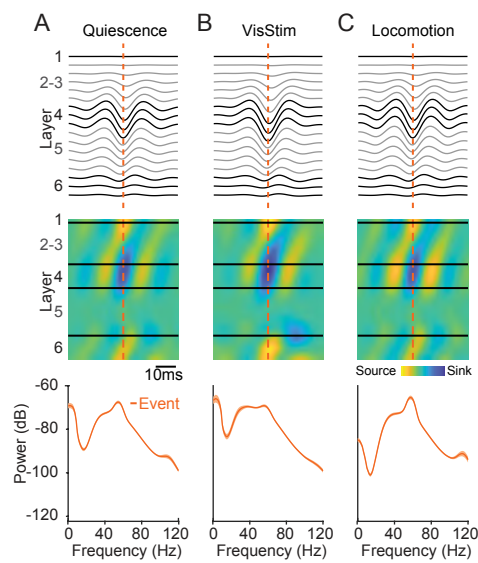 A Quiescence
B VisStim
C Locomotion
1
2-3
4
5
6
Layer
1
2-3
4
5
6
Layer
10ms
Source Sink
-60
-80
-100
-120
Power (dB)
Event
0 40 80 120
0 40 80 120
0 40 80 120
Frequency (Hz)
Frequency (Hz)
Frequency (Hz)